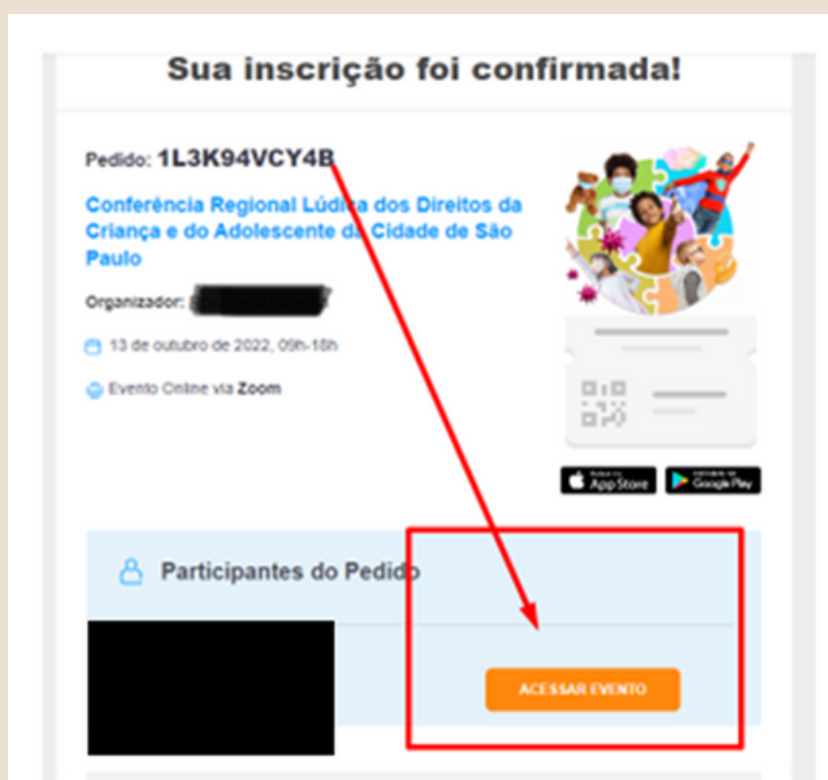 Sua inscrição foi confirmada!
Pedido: 1L3K94VCY4B
Conferência Regional Lúdica dos Direitos da
Criança e do Adolescente da Cidade de São
Paulo
Organizador:
13 de outubro de 2022, 09h-18h
Evento Online via Zoom
App Store
Google Play
Participantes do Pedido
ACESSAR EVENTO